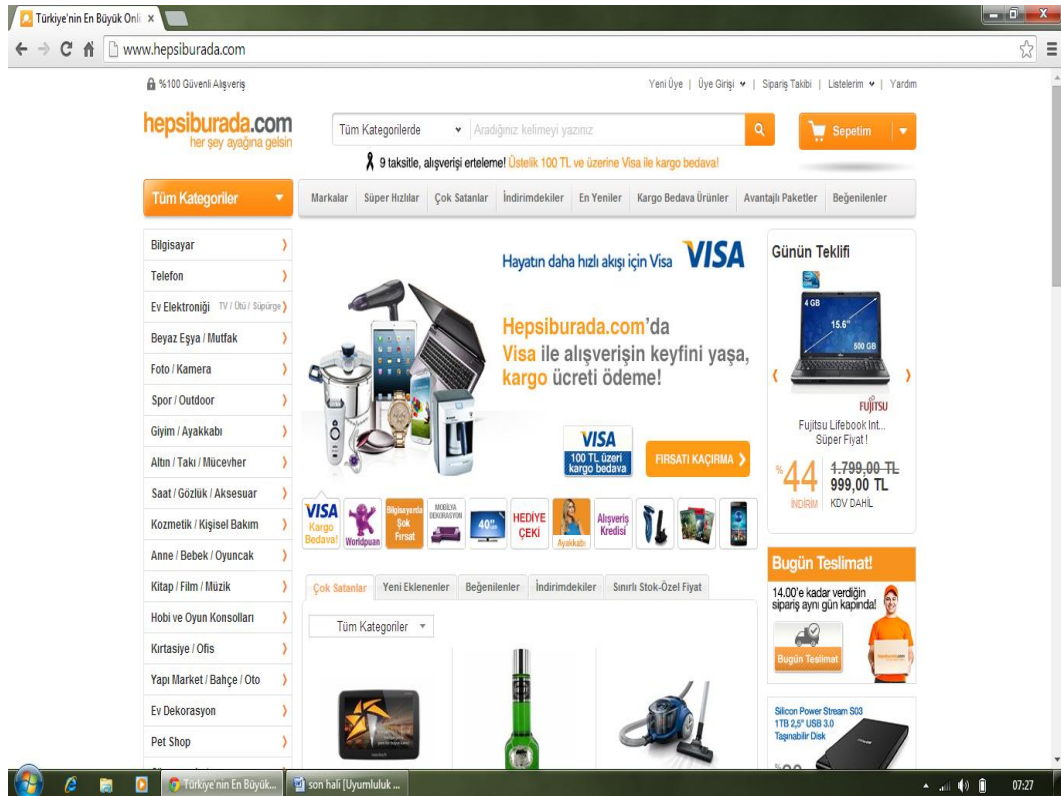 Türkiye'nin En Büyük Onli
www.hepsiburada.com
%100 Güvenli Alışveriş
Yeni Üye | Üye Girişi | Sipariş Takibi | Listelerim | Yardım
hepsiburada.com
her şey ayağına gelsin
Tüm Kategorilerde
Aradığınız kelimeyi yazınız
Sepetim
9 taksitle, alışverişi erteleme! Üstelik 100 TL ve üzerine Visa ile kargo bedava!
Tüm Kategoriler
Markalar Süper Hızlılar Çok Satanlar İndirimdekiler En Yeniler Kargo Bedava Ürünler Avantajlı Paketler Beğenilenler
Bilgisayar
Telefon
Ev Elektroniği TV / Ütü / Süpürge
Beyaz Eşya / Mutfak
Foto / Kamera
Spor / Outdoor
Giyim / Ayakkabı
Altın / Takı / Mücevher
Saat / Gözlük / Aksesuar
Kozmetik / Kişisel Bakım
Anne / Bebek / Oyuncak
Kitap / Film / Müzik
Hobi ve Oyun Konsolları
Kırtasiye / Ofis
Yapı Market / Bahçe / Oto
Ev Dekorasyon
Pet Shop
Hayatın daha hızlı akışı için Visa VISA
Hepsiburada.com'da
Visa ile alışverişin keyfini yaşa,
kargo ücreti ödeme!
VISA
100 TL üzeri
kargo bedava
FIRSATI KAÇIRMA
VISA
Kargo
Bedava!
Worldpuan
Bilgisayarda
Şok
Fırsat
MOBİLYA
DEKORASYON
40"
HEDİYE
ÇEKİ
Ayakkabı
Alışveriş
Kredisi
Çok Satanlar Yeni Eklenenler Beğenilenler İndirimdekiler Sınırlı Stok-Özel Fiyat
Tüm Kategoriler
Günün Teklifi
4 GB
15.6"
500 GB
FUJITSU
Fujitsu Lifebook Int...
Süper Fiyat !
%44
İNDİRİM
1.799,00 TL
999,00 TL
KDV DAHİL
Bugün Teslimat!
14.00'e kadar verdiğin
sipariş aynı gün kapında!
Bugün Teslimat
hepsiburada.com
Silicon Power Stream S03
1TB 2,5" USB 3.0
Taşınabilir Disk
Türkiye'nin En Büyük...
son hali [Uyumluluk ...
07:27